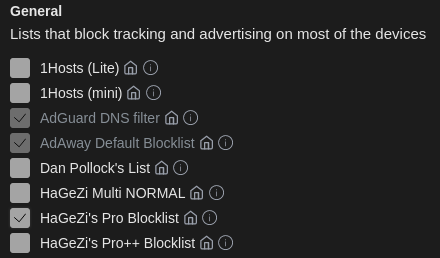 General
Lists that block tracking and advertising on most of the devices
1Hosts (Lite)
1Hosts (mini)
AdGuard DNS filter
AdAway Default Blocklist
Dan Pollock's List
HaGeZi Multi NORMAL
HaGeZi's Pro Blocklist
HaGeZi's Pro++ Blocklist